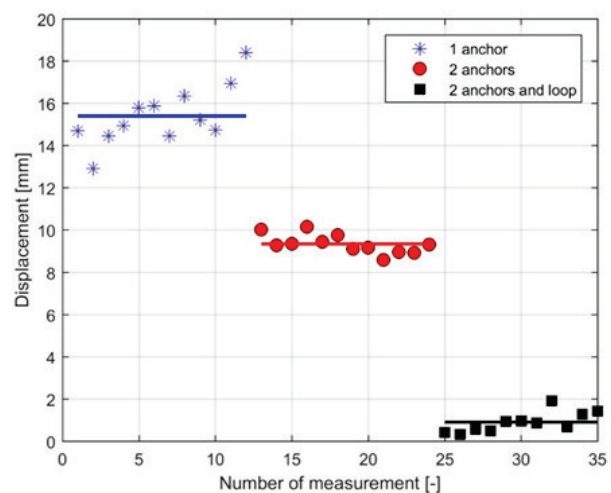 20
18
16
14
12
10
8
6
4
2
0
Displacement [mm]
1 anchor
2 anchors
2 anchors and loop
0 5 10 15 20 25 30 35
Number of measurement [-]